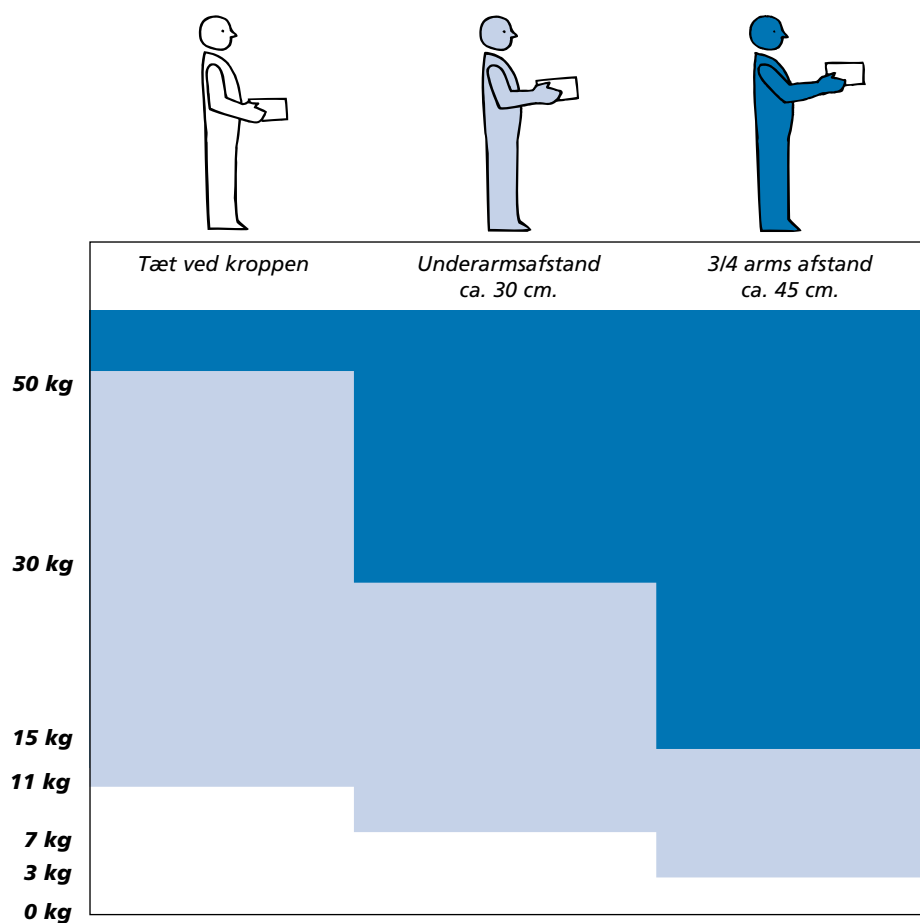 Tæt ved kroppen
Underarmsafstand
ca. 30 cm.
3/4 arms afstand
ca. 45 cm.
50 kg
30 kg
15 kg
11 kg
7 kg
3 kg
0 kg